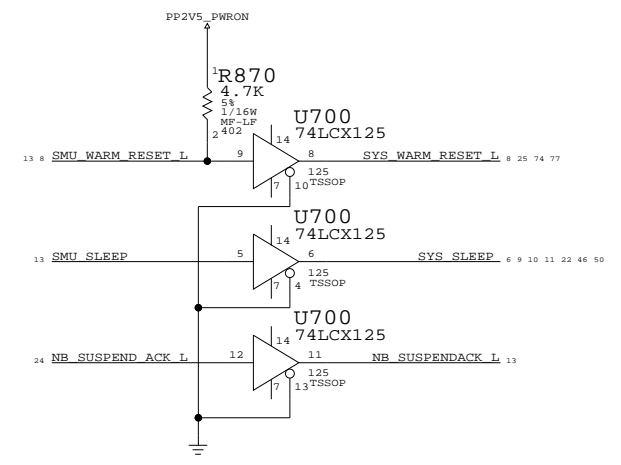 PP2V5_PWRON
1 R870
4.7K
5%
1/16W
MF-LF
2 402
U700
14 74LCX125
13 8 SMU_WARM_RESET_L 9 8 SYS_WARM_RESET_L 8 25 74 77
125
7 10 TSSOP
U700
14 74LCX125
13 SMU_SLEEP 5 6 SYS_SLEEP 6 9 10 11 22 46 50
125
7 4 TSSOP
U700
14 74LCX125
24 NB_SUSPEND_ACK_L 12 11 NB_SUSPENDACK_L 13
125
7 13 TSSOP